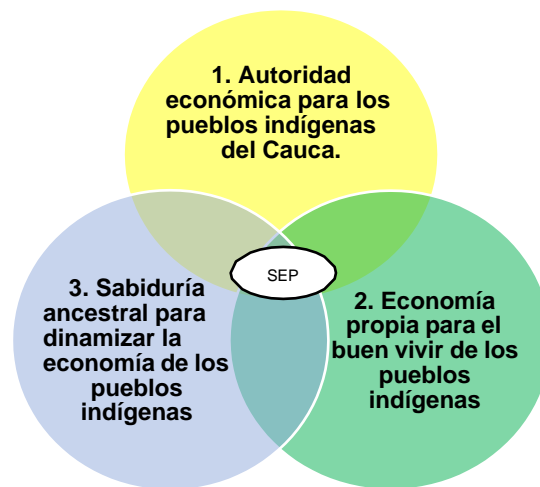 1. Autoridad
económica para los
pueblos indígenas
del Cauca.
SEP
2. Economía
propia para el
buen vivir de los
pueblos
indígenas
3. Sabiduría
ancestral para
dinamizar la
economía de los
pueblos
indígenas